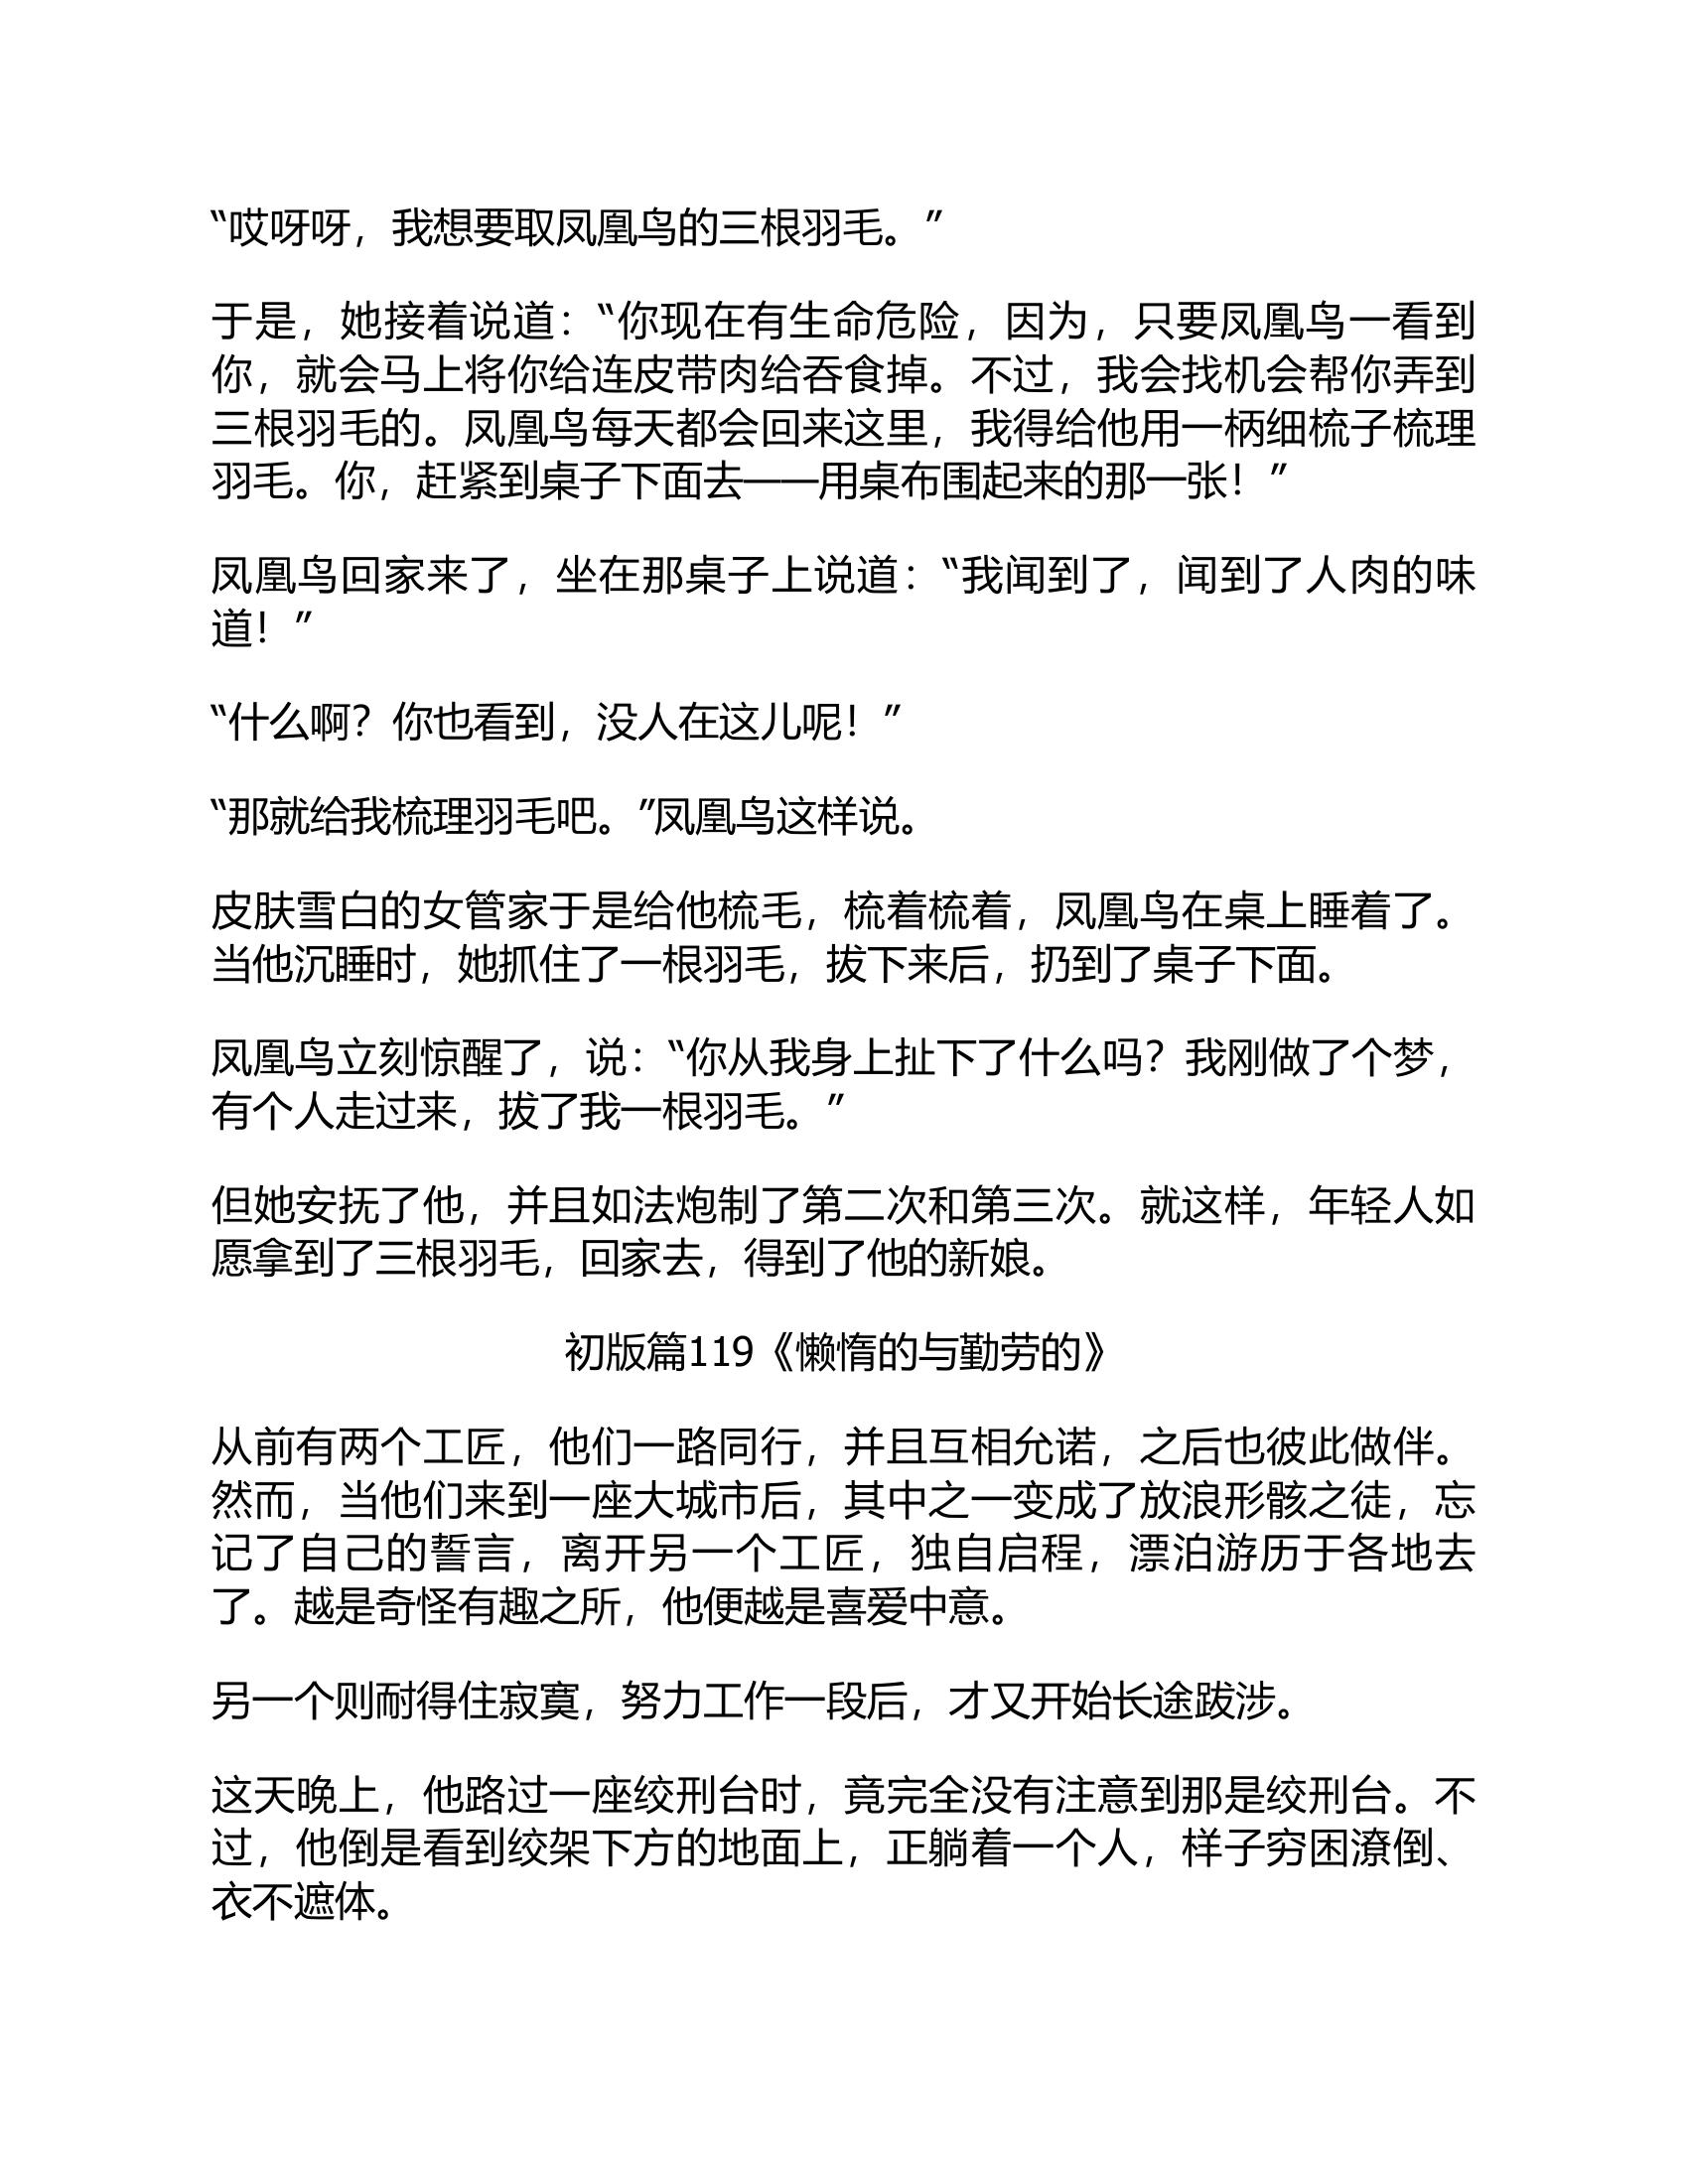 “哎呀呀，我想要取凤凰鸟的三根羽毛。”
于是，她接着说道：“你现在有生命危险，因为，只要凤凰鸟一看到
你，就会马上将你给连皮带肉给吞食掉。不过，我会找机会帮你弄到
三根羽毛的。凤凰鸟每天都会回来这里，我得给他用一柄细梳子梳理
羽毛。你，赶紧到桌子下面去——用桌布围起来的那一张！”
凤凰鸟回家来了，坐在那桌子上说道：“我闻到了，闻到了人肉的味
道！”
“什么啊？你也看到，没人在这儿呢！”
“那就给我梳理羽毛吧。”凤凰鸟这样说。
皮肤雪白的女管家于是给他梳毛，梳着梳着，凤凰鸟在桌上睡着了。
当他沉睡时，她抓住了一根羽毛，拔下来后，扔到了桌子下面。
凤凰鸟立刻惊醒了，说：“你从我身上扯下了什么吗？我刚做了个梦，
有个人走过来，拔了我一根羽毛。”
但她安抚了他，并且如法炮制了第二次和第三次。就这样，年轻人如
愿拿到了三根羽毛，回家去，得到了他的新娘。
初版篇119《懒惰的与勤劳的》
从前有两个工匠，他们一路同行，并且互相允诺，之后也彼此做伴。
然而，当他们来到一座大城市后，其中之一变成了放浪形骸之徒，忘
记了自己的誓言，离开另一个工匠，独自启程，漂泊游历于各地去
了。越是奇怪有趣之所，他便越是喜爱中意。
另一个则耐得住寂寞，努力工作一段后，才又开始长途跋涉。
这天晚上，他路过一座绞刑台时，竟完全没有注意到那是绞刑台。不
过，他倒是看到绞架下方的地面上，正躺着一个人，样子穷困潦倒、
衣不遮体。